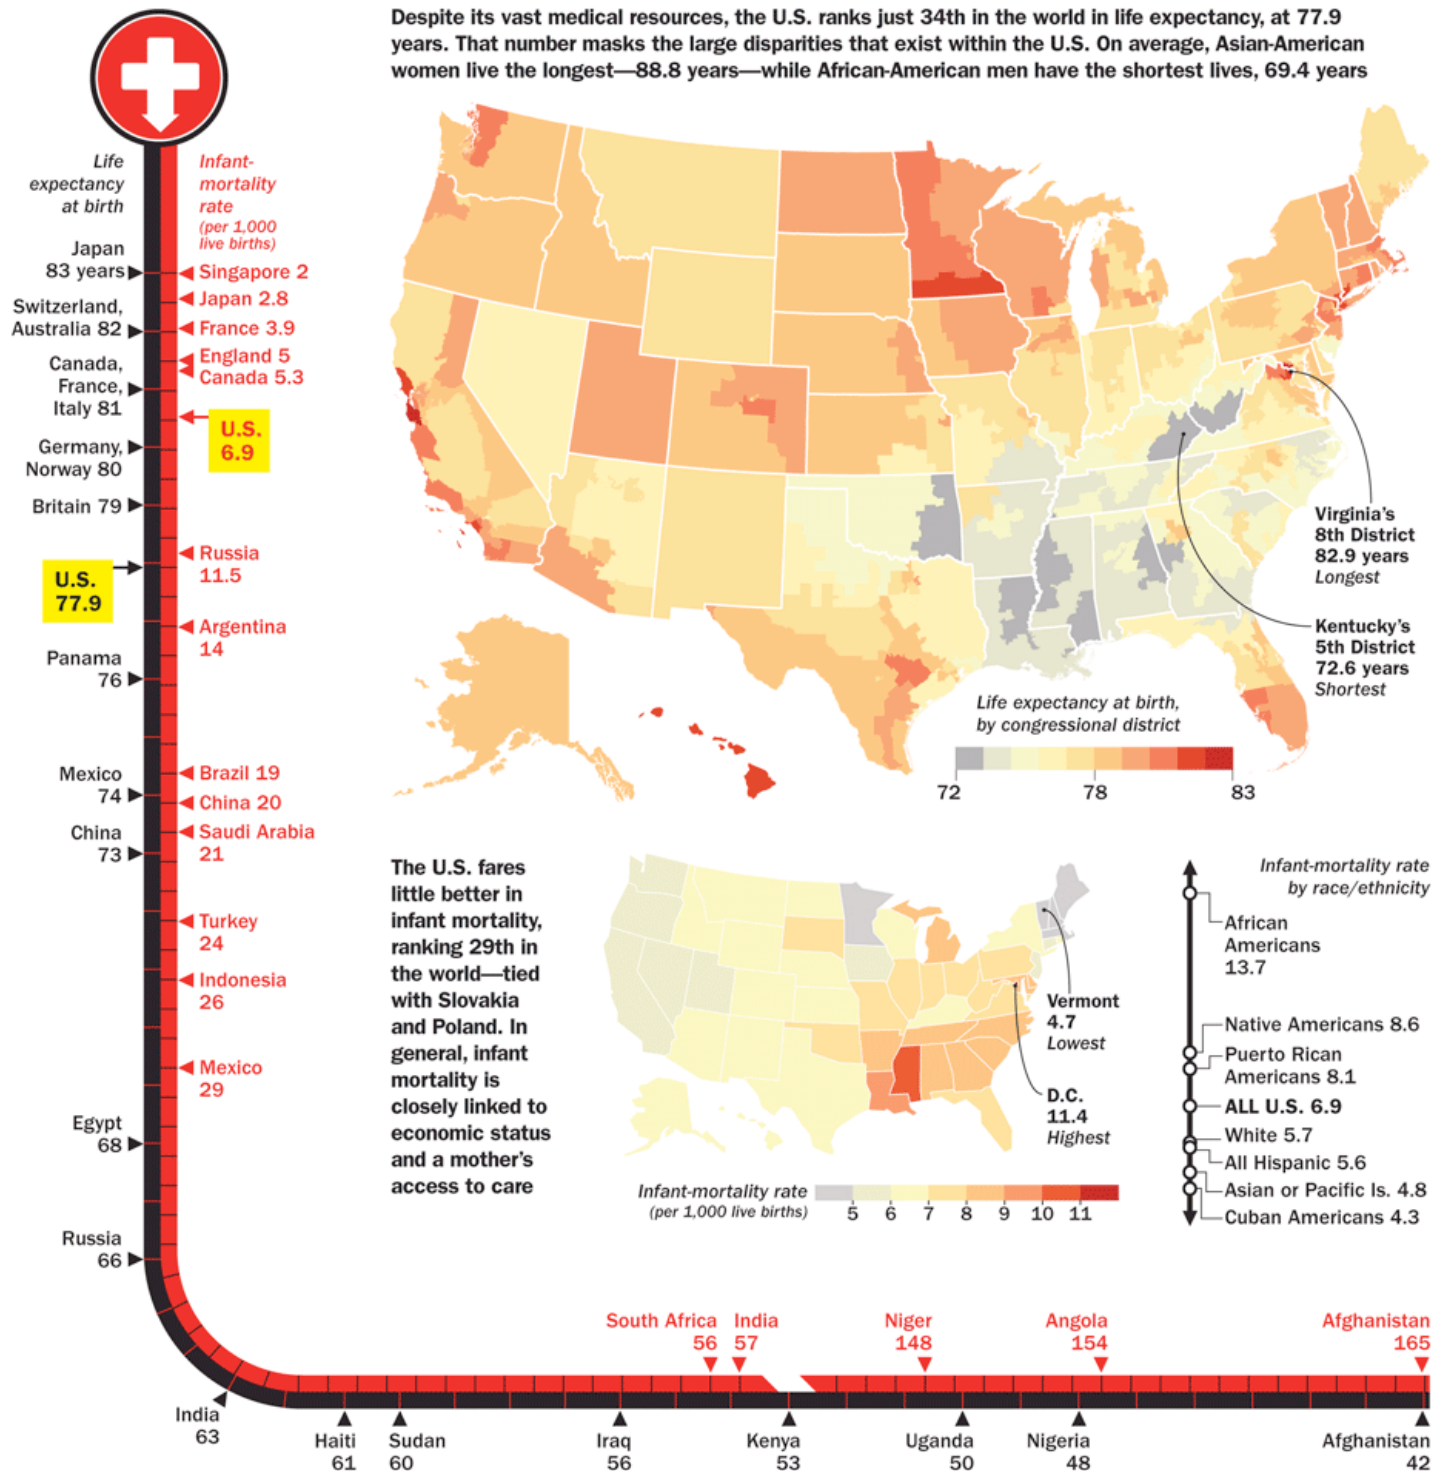 Despite its vast medical resources, the U.S. ranks just 34th in the world in life expectancy, at 77.9
years. That number masks the large disparities that exist within the U.S. On average, Asian-American
women live the longest—88.8 years—while African-American men have the shortest lives, 69.4 years
Life
expectancy
at birth
Infant-
mortality
rate
(per 1,000
live births)
Japan
83 years
Switzerland,
Australia 82
Canada,
France,
Italy 81
Germany,
Norway 80
Britain 79
U.S.
77.9
Panama
76
Mexico
74
China
73
Egypt
68
Russia
66
India
63
Haiti
61
Sudan
60
Iraq
56
Kenya
53
Uganda
50
Nigeria
48
Afghanistan
42
Singapore 2
Japan 2.8
France 3.9
England 5
Canada 5.3
U.S.
6.9
Russia
11.5
Argentina
14
Brazil 19
China 20
Saudi Arabia
21
Turkey
24
Indonesia
26
Mexico
29
South Africa
56
India
57
Niger
148
Angola
154
Afghanistan
165
Virginia's
8th District
82.9 years
Longest
Kentucky's
5th District
72.6 years
Shortest
Life expectancy at birth,
by congressional district
72 78 83
The U.S. fares
little better in
infant mortality,
ranking 29th in
the world—tied
with Slovakia
and Poland. In
general, infant
mortality is
closely linked to
economic status
and a mother's
access to care
Vermont
4.7
Lowest
D.C.
11.4
Highest
Infant-mortality rate
(per 1,000 live births)
5 6 7 8 9 10 11
Infant-mortality rate
by race/ethnicity
African
Americans
13.7
Native Americans 8.6
Puerto Rican
Americans 8.1
ALL U.S. 6.9
White 5.7
All Hispanic 5.6
Asian or Pacific Is. 4.8
Cuban Americans 4.3